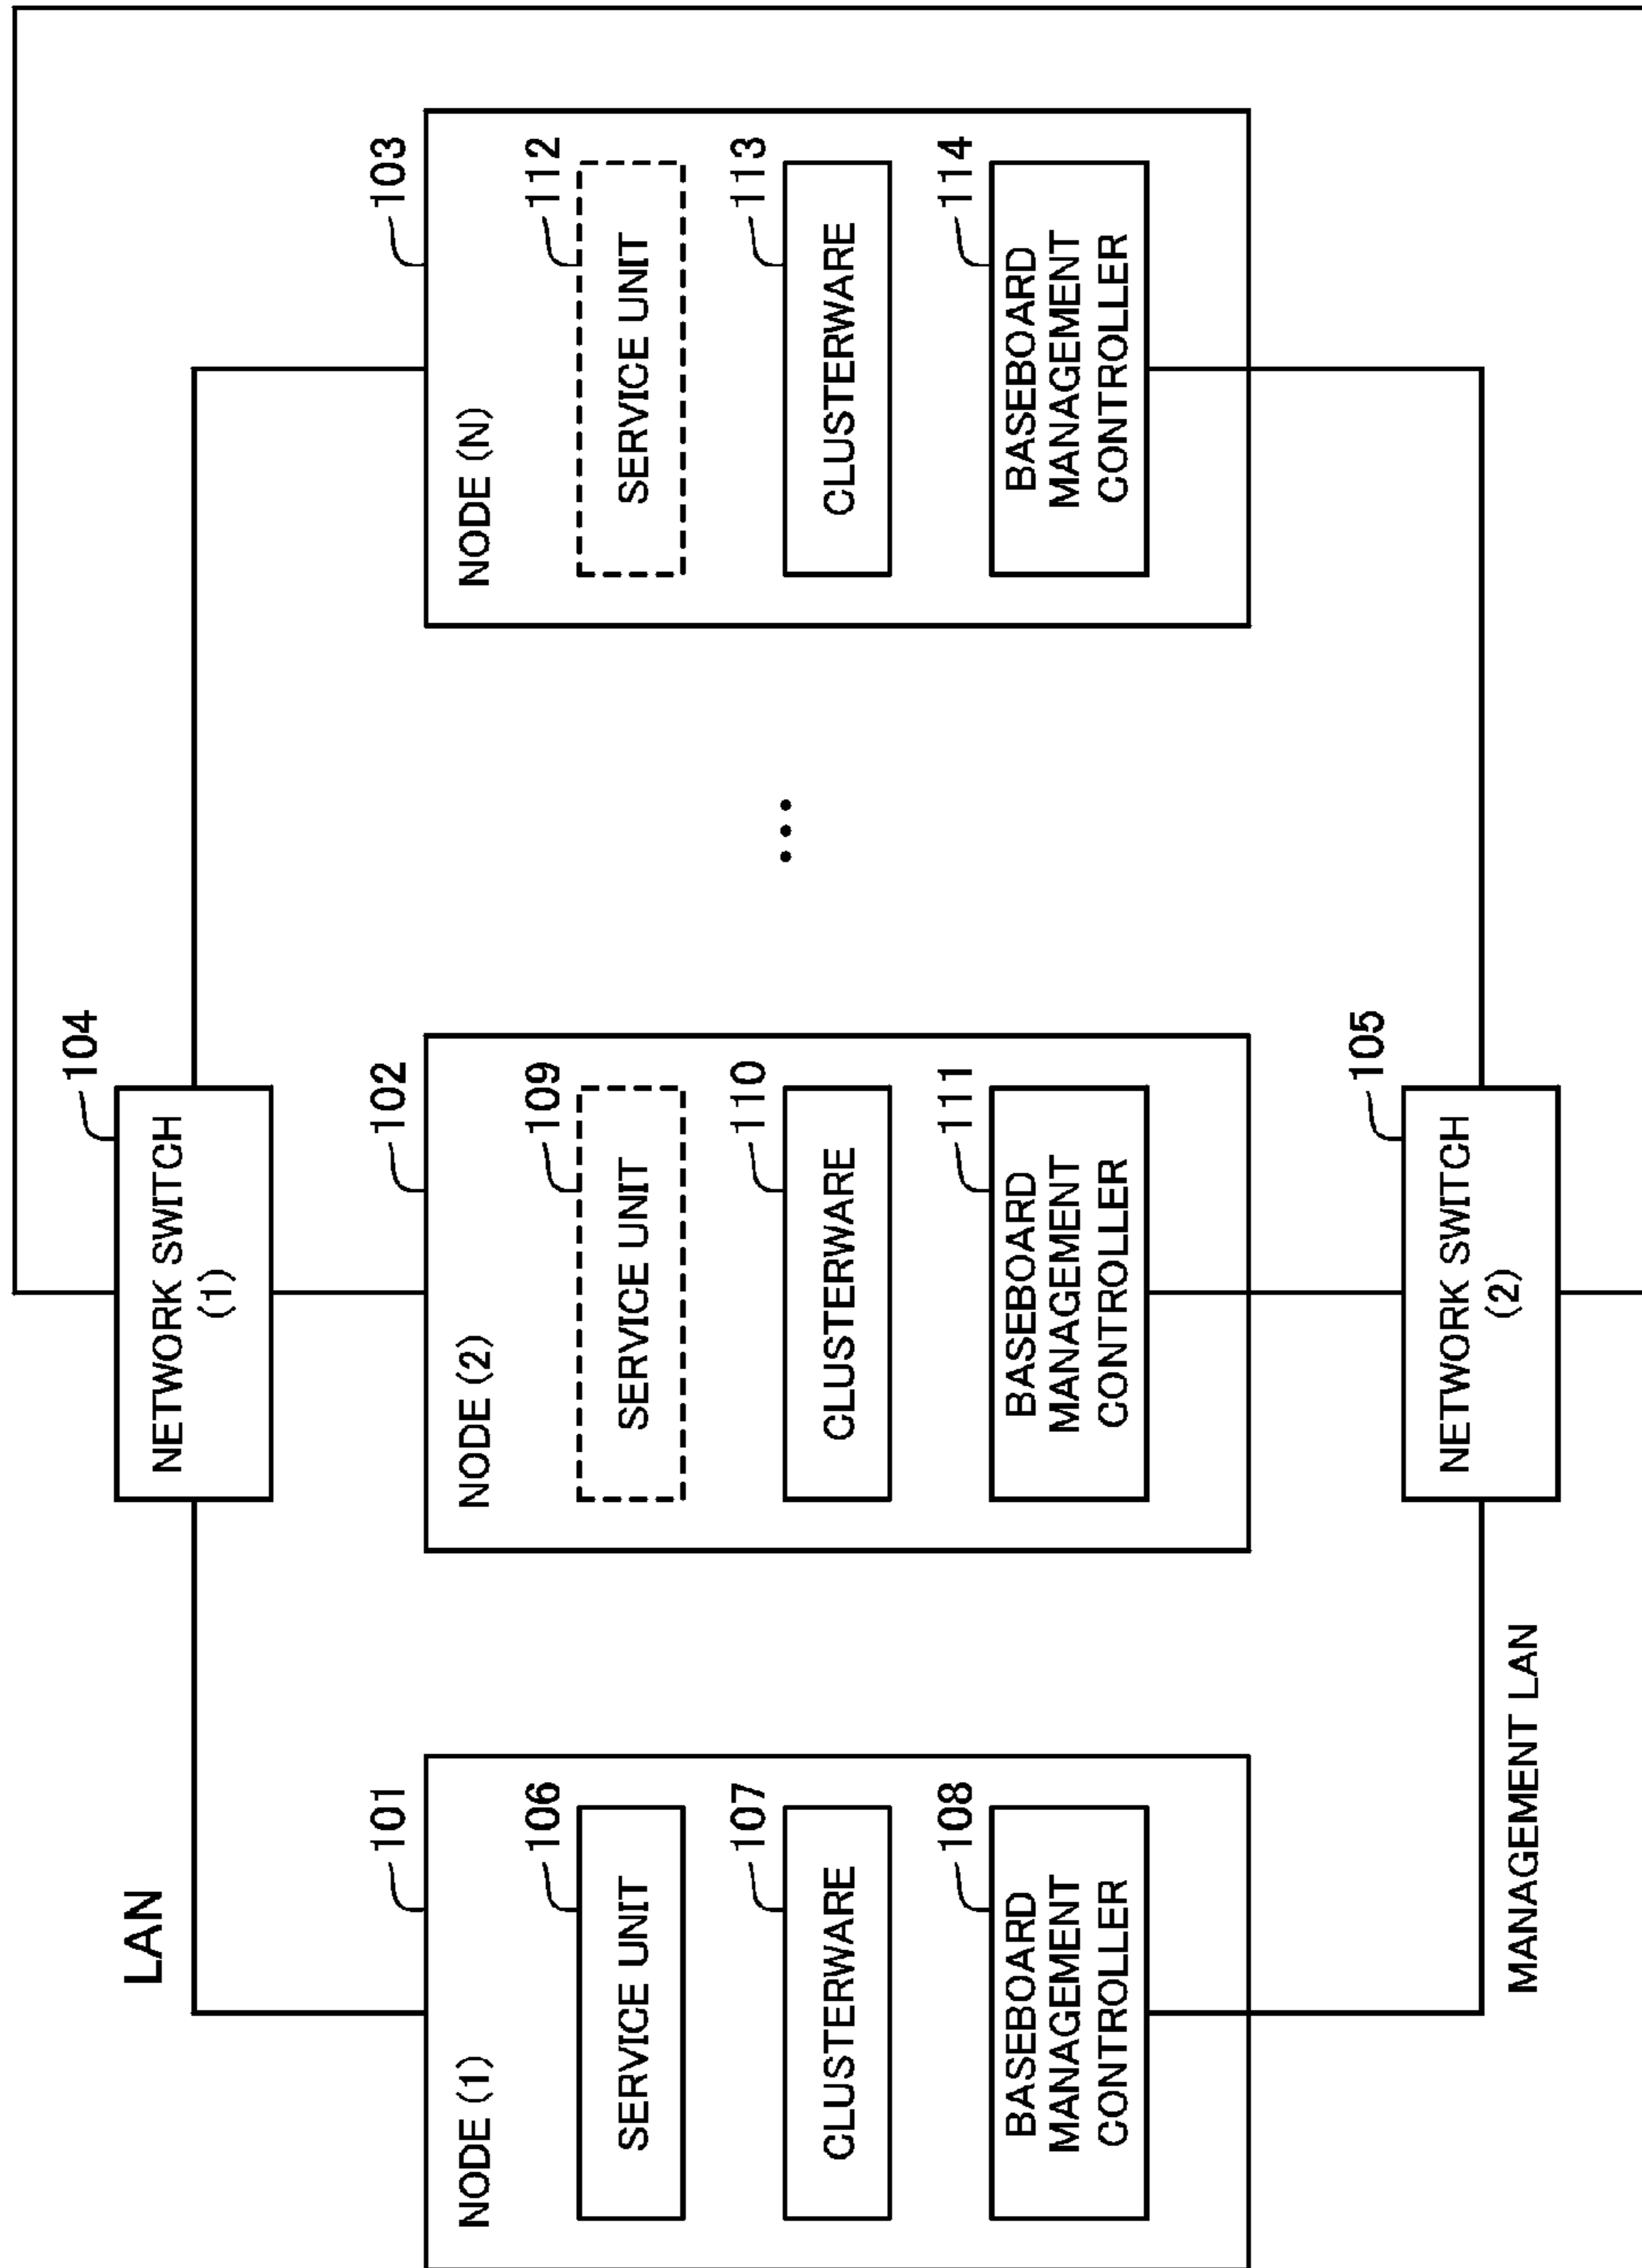 LAN
104
NETWORK SWITCH
(1)
101
NODE (1)
106
SERVICE UNIT
107
CLUSTERWARE
108
BASEBOARD
MANAGEMENT
CONTROLLER
102
NODE (2)
109
SERVICE UNIT
110
CLUSTERWARE
111
BASEBOARD
MANAGEMENT
CONTROLLER
...
103
NODE (N)
112
SERVICE UNIT
113
CLUSTERWARE
114
BASEBOARD
MANAGEMENT
CONTROLLER
MANAGEMENT LAN
105
NETWORK SWITCH
(2)